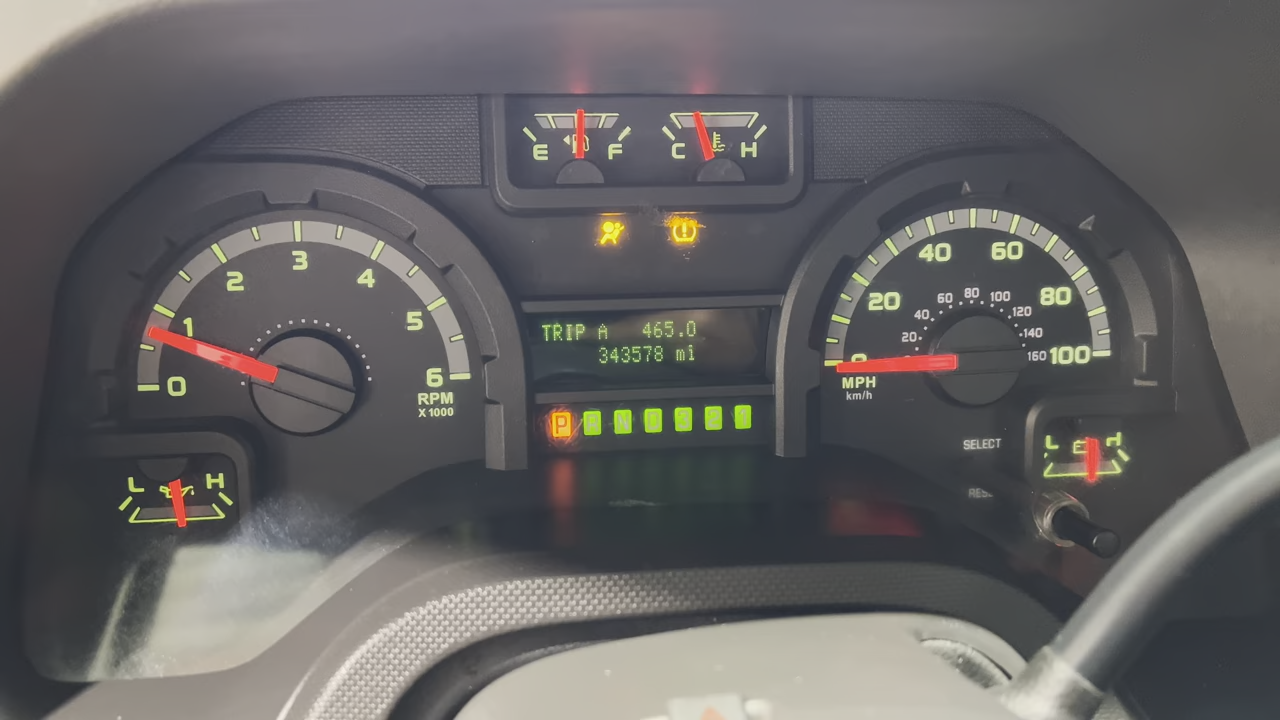 E F
C H
0 1 2 3 4 5 6
RPM
X 1000
TRIP A 465.0
343578 mi
P R N D
20 40 60 80 100
20 40 60 80 100 120 140 160
MPH
km/h
L H
SELECT
L H